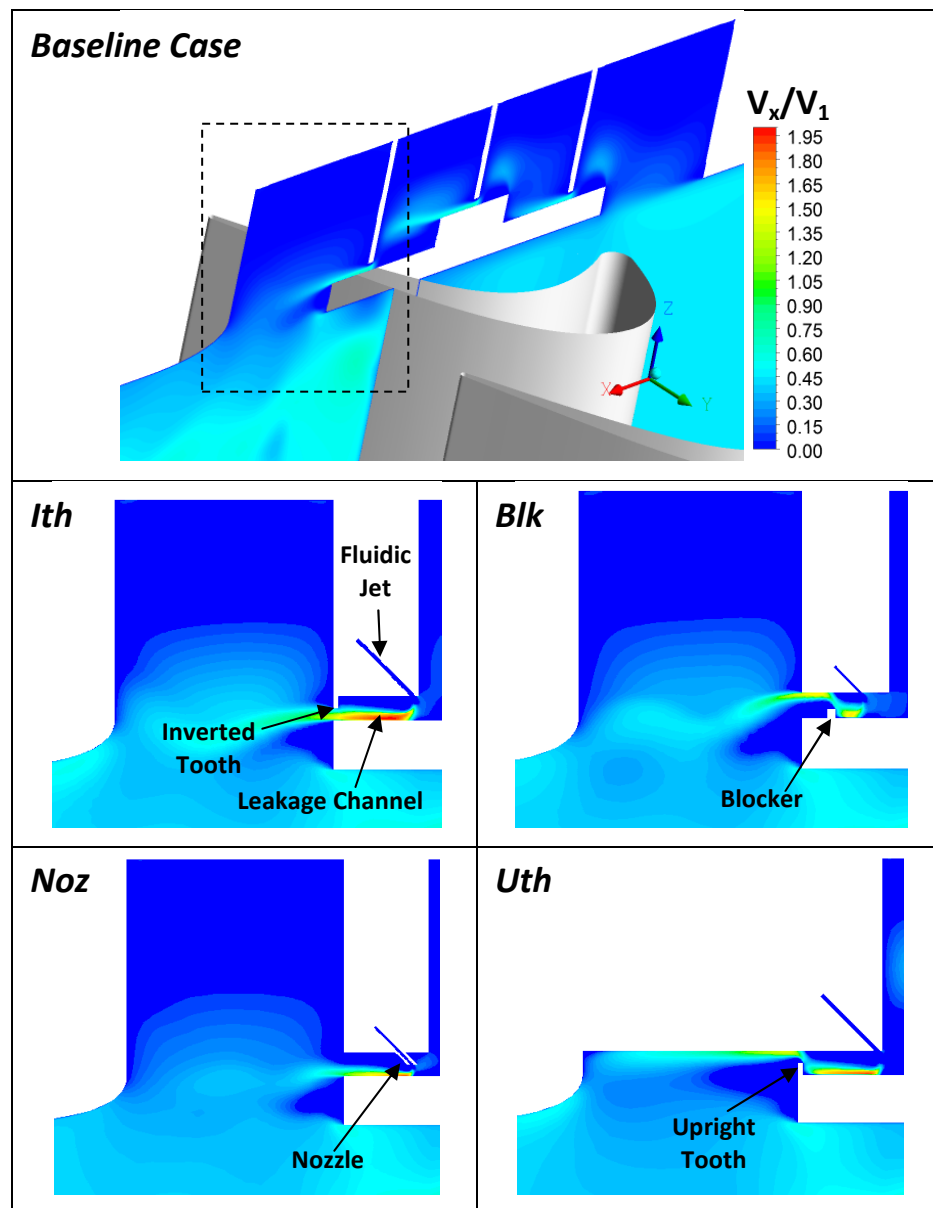 Baseline Case
Vx/V1
1.95
1.80
1.65
1.50
1.35
1.20
1.05
0.90
0.75
0.60
0.45
0.30
0.15
0.00
Z
X
Y
Ith
Fluidic
Jet
Inverted
Tooth
Leakage Channel
Blk
Blocker
Noz
Nozzle
Uth
Upright
Tooth